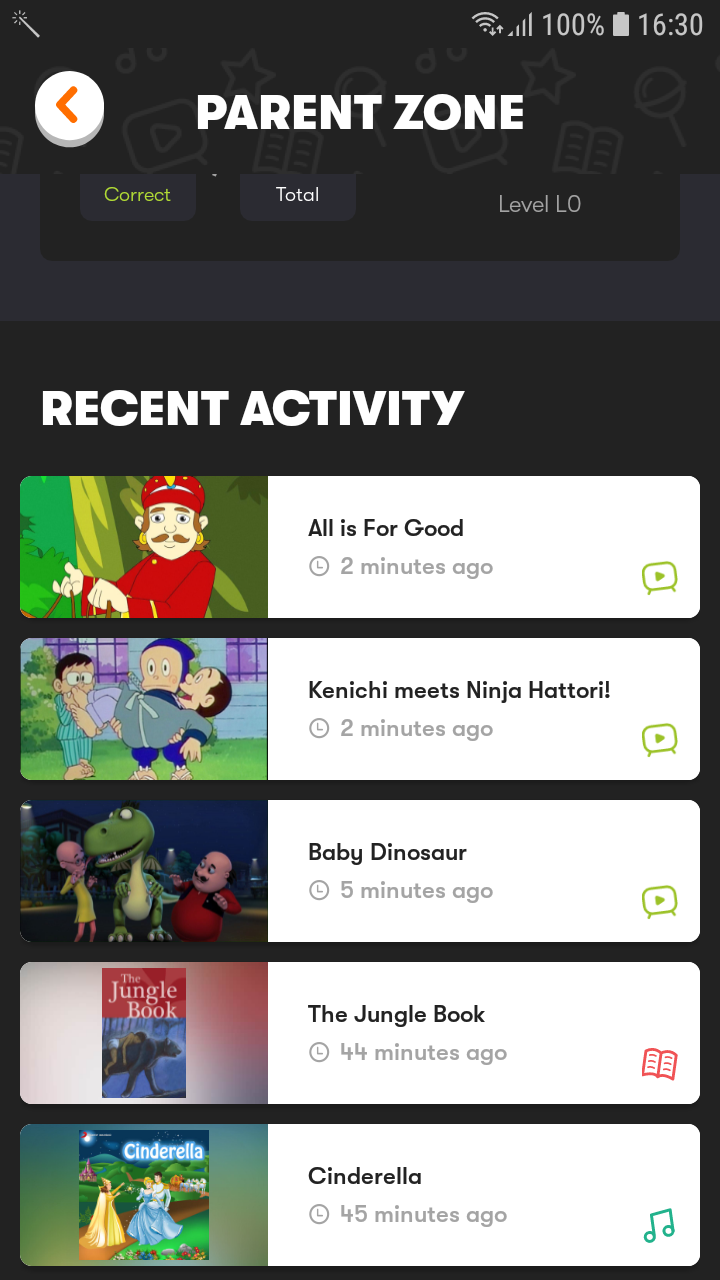 100% 16:30
PARENT ZONE
Correct
Total
Level L0
RECENT ACTIVITY
All is For Good
2 minutes ago
Kenichi meets Ninja Hattori!
2 minutes ago
Baby Dinosaur
5 minutes ago
The
Jungle
Book
The Jungle Book
44 minutes ago
Cinderella
Cinderella
45 minutes ago